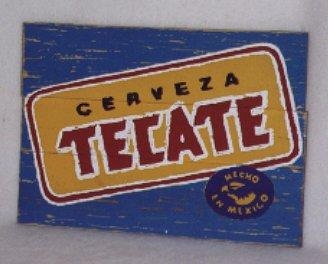 CERVEZA
TECATE
HECHO
EN MEXICO